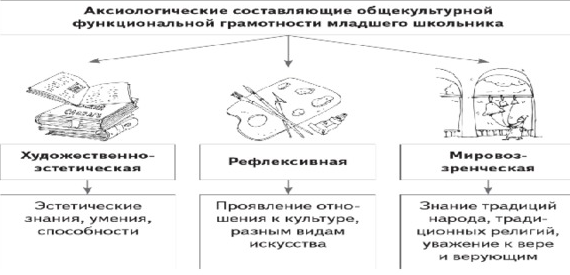 Аксиологические составляющие общекультурной
функциональной грамотности младшего школьника
Художественно-
эстетическая
Рефлексивная
Мировоз-
зренческая
Эстетические
знания, умения,
способности
Проявление отно-
шения к культуре,
разным видам
искусства
Знание традиций
народа, тради-
ционных религий,
уважение к вере
и верующим